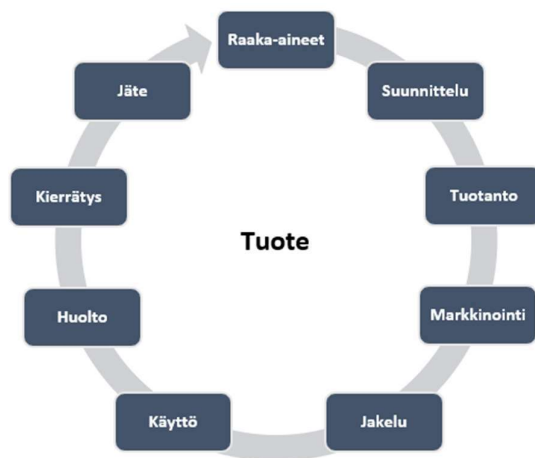 Raaka-aineet
Suunnittelu
Tuotanto
Markkinointi
Jakelu
Käyttö
Huolto
Kierrätys
Jäte
Tuote